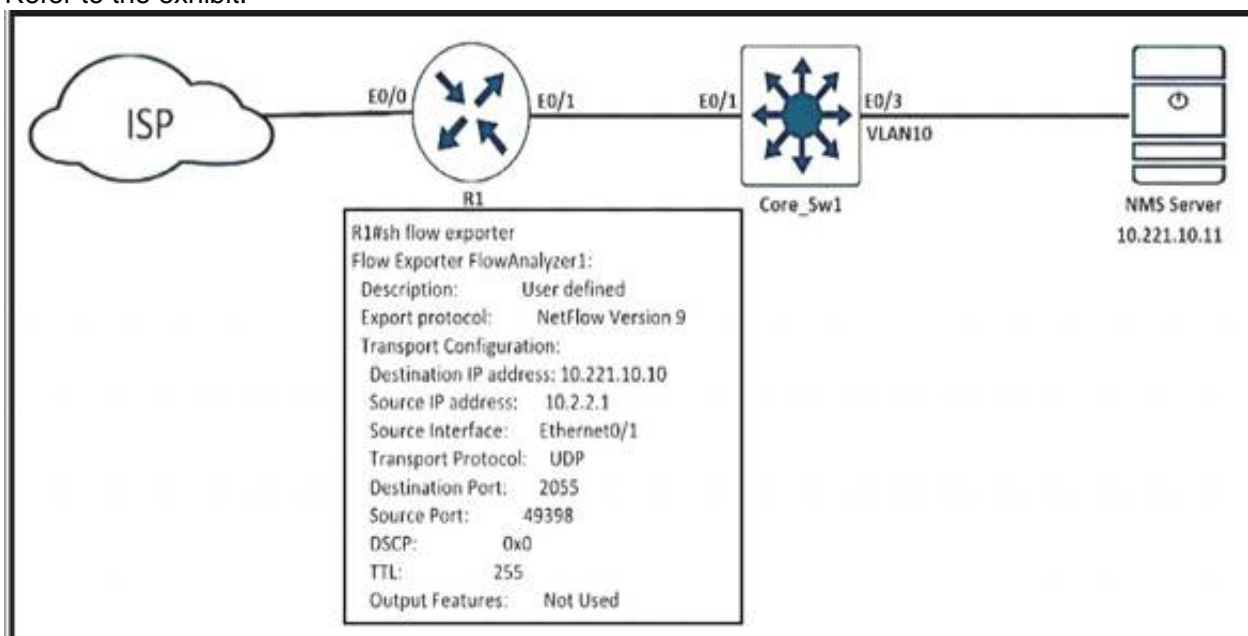 Refer to the exhibit.
ISP
E0/0
E0/1
E0/1
E0/3
VLAN10
R1
Core_Sw1
NMS Server
10.221.10.11
R1#sh flow exporter
Flow Exporter FlowAnalyzer1:
Description: User defined
Export protocol: NetFlow Version 9
Transport Configuration:
Destination IP address: 10.221.10.10
Source IP address: 10.2.2.1
Source Interface: Ethernet0/1
Transport Protocol: UDP
Destination Port: 2055
Source Port: 49398
DSCP: 0x0
TTL: 255
Output Features: Not Used